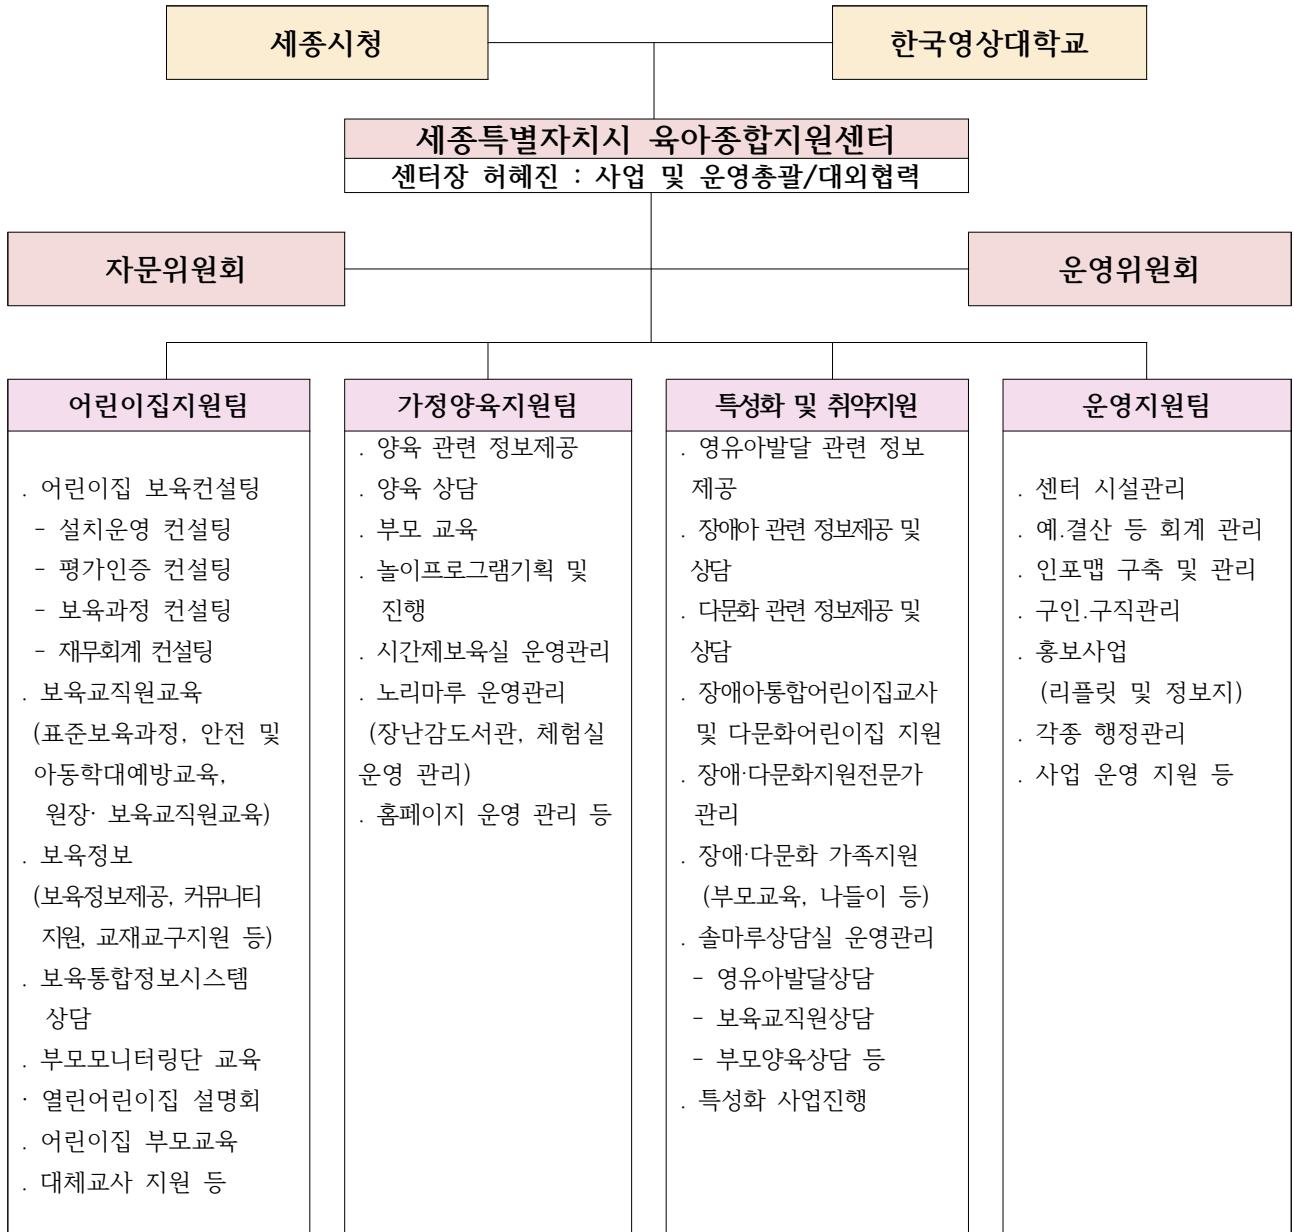 세종시청
한국영상대학교
세종특별자치시 육아종합지원센터
센터장 허혜진 : 사업 및 운영총괄/대외협력
자문위원회
운영위원회
어린이집지원팀
. 어린이집 보육컨설팅
- 설치운영 컨설팅
- 평가인증 컨설팅
- 보육과정 컨설팅
- 재무회계 컨설팅
. 보육교직원교육
(표준보육과정, 안전 및
아동학대예방교육,
원장· 보육교직원교육)
. 보육정보
(보육정보제공, 커뮤니티
지원, 교재교구지원 등)
. 보육통합정보시스템
상담
. 부모모니터링단 교육
· 열린어린이집 설명회
. 어린이집 부모교육
. 대체교사 지원 등
가정양육지원팀
. 양육 관련 정보제공
. 양육 상담
. 부모 교육
. 놀이프로그램기획 및
진행
. 시간제보육실 운영관리
. 노리마루 운영관리
(장난감도서관, 체험실
운영 관리)
. 홈페이지 운영 관리 등
특성화 및 취약지원
. 영유아발달 관련 정보
제공
. 장애아 관련 정보제공 및
상담
. 다문화 관련 정보제공 및
상담
. 장애아통합어린이집교사
및 다문화어린이집 지원
. 장애·다문화지원전문가
관리
. 장애·다문화 가족지원
(부모교육, 나들이 등)
. 솔마루상담실 운영관리
- 영유아발달상담
- 보육교직원상담
- 부모양육상담 등
. 특성화 사업진행
운영지원팀
. 센터 시설관리
. 예.결산 등 회계 관리
. 인포맵 구축 및 관리
. 구인.구직관리
. 홍보사업
(리플릿 및 정보지)
. 각종 행정관리
. 사업 운영 지원 등